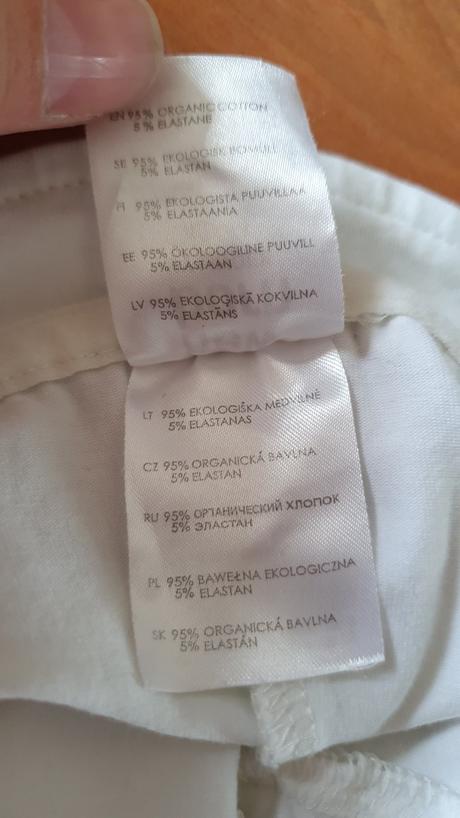 EN 95% ORGANIC COTTON
5% ELASTANE
SE 95% EKOLOGISK BOMULL
5% ELASTAN
FI 95% EKOLOGISTA PUUVILLAA
5% ELASTAANIA
EE 95% ÖKOLOOGILINE PUUVILL
5% ELASTAAN
LV 95% EKOLOĢISKĀ KOKVILNA
5% ELASTĀNS
LT 95% EKOLOGIŠKA MEDVILNĖ
5% ELASTANAS
CZ 95% ORGANICKÁ BAVLNA
5% ELASTAN
RU 95% ОРГАНИЧЕСКИЙ ХЛОПОК
5% ЭЛАСТАН
PL 95% BAWEŁNA EKOLOGICZNA
5% ELASTAN
SK 95% ORGANICKÁ BAVLNA
5% ELASTÁN